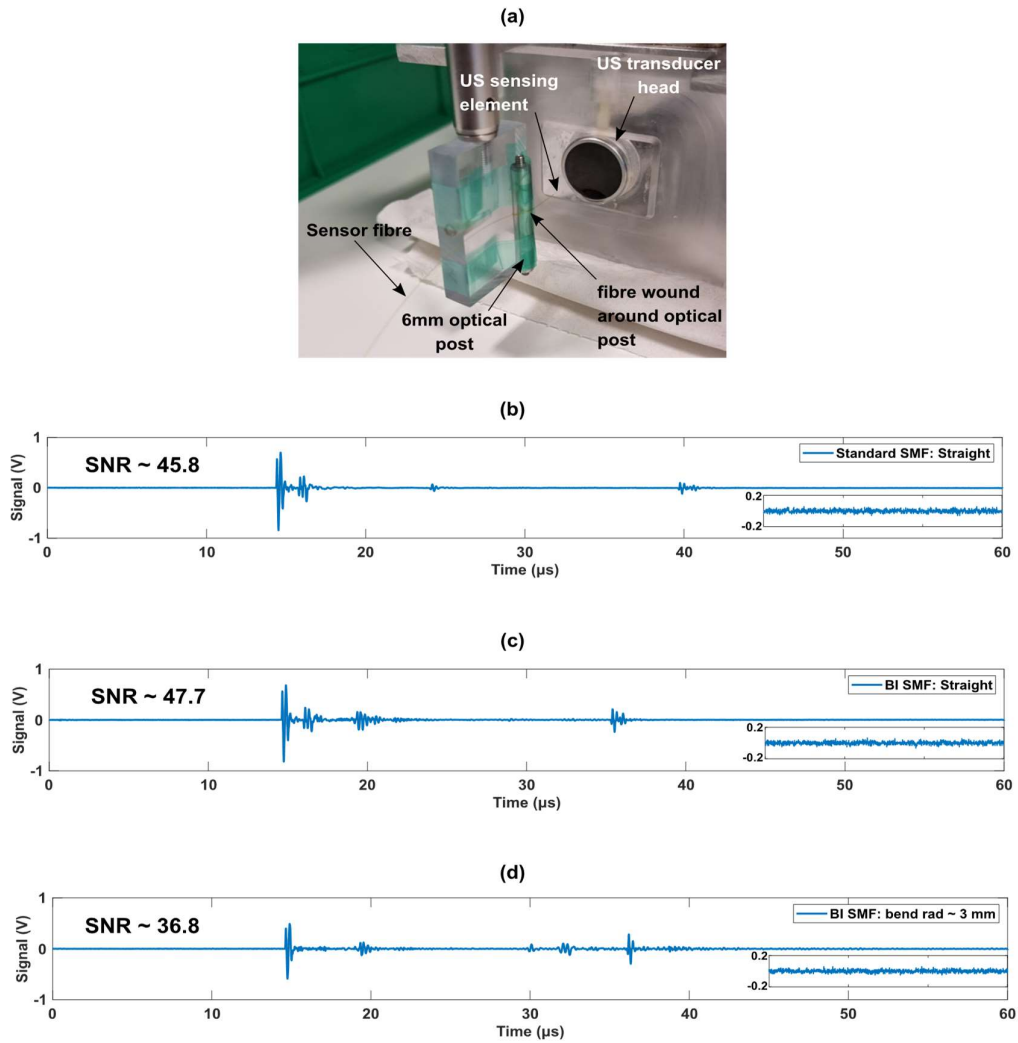 (a)
US sensing
element
US transducer
head
Sensor fibre
6mm optical
post
fibre wound
around optical
post
(b)
SNR ~ 45.8
Standard SMF: Straight
Signal (V)
1
0
-1
0.2
-0.2
0 10 20 30 40 50 60
Time (µs)
(c)
SNR ~ 47.7
BI SMF: Straight
Signal (V)
1
0
-1
0.2
-0.2
0 10 20 30 40 50 60
Time (µs)
(d)
SNR ~ 36.8
BI SMF: bend rad ~ 3 mm
Signal (V)
1
0
-1
0.2
-0.2
0 10 20 30 40 50 60
Time (µs)